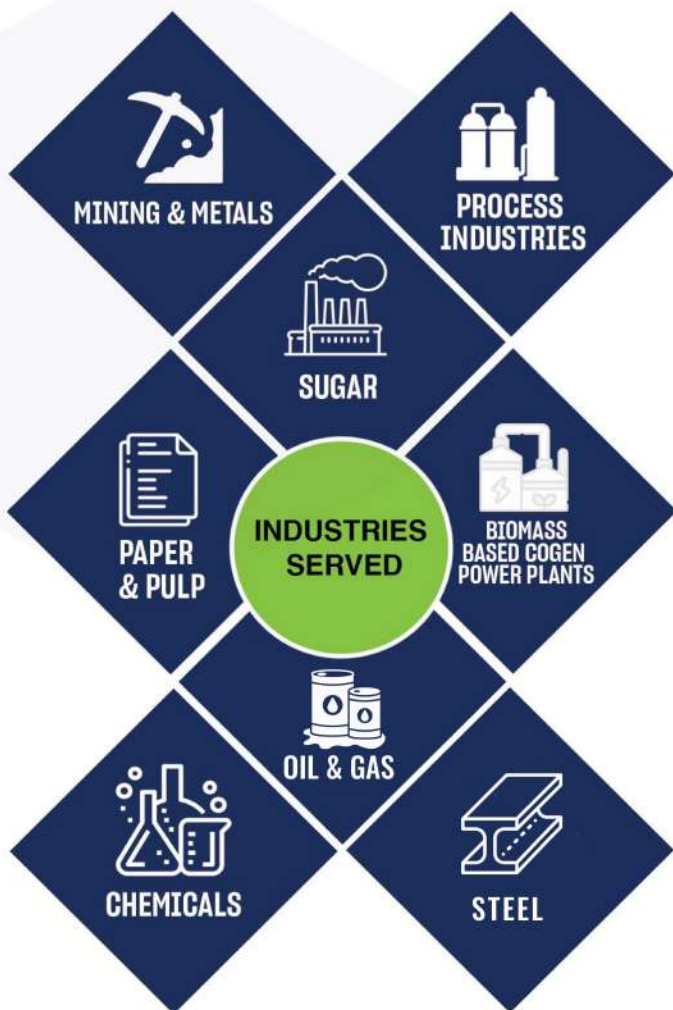 MINING & METALS
PROCESS
INDUSTRIES
SUGAR
PAPER
& PULP
INDUSTRIES
SERVED
BIOMASS
BASED COGEN
POWER PLANTS
OIL & GAS
CHEMICALS
STEEL